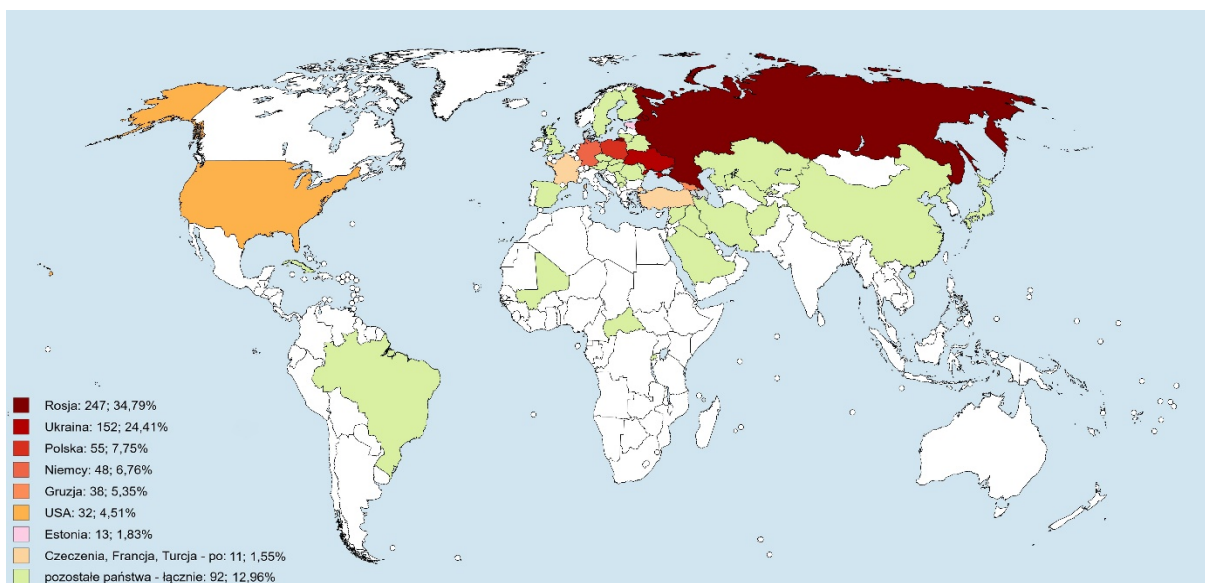 Rosja: 247; 34,79%
Ukraina: 152; 24,41%
Polska: 55; 7,75%
Niemcy: 48; 6,76%
Gruzja: 38; 5,35%
USA: 32; 4,51%
Estonia: 13; 1,83%
Czeczenia, Francja, Turcja - po: 11; 1,55%
pozostałe państwa - łącznie: 92; 12,96%